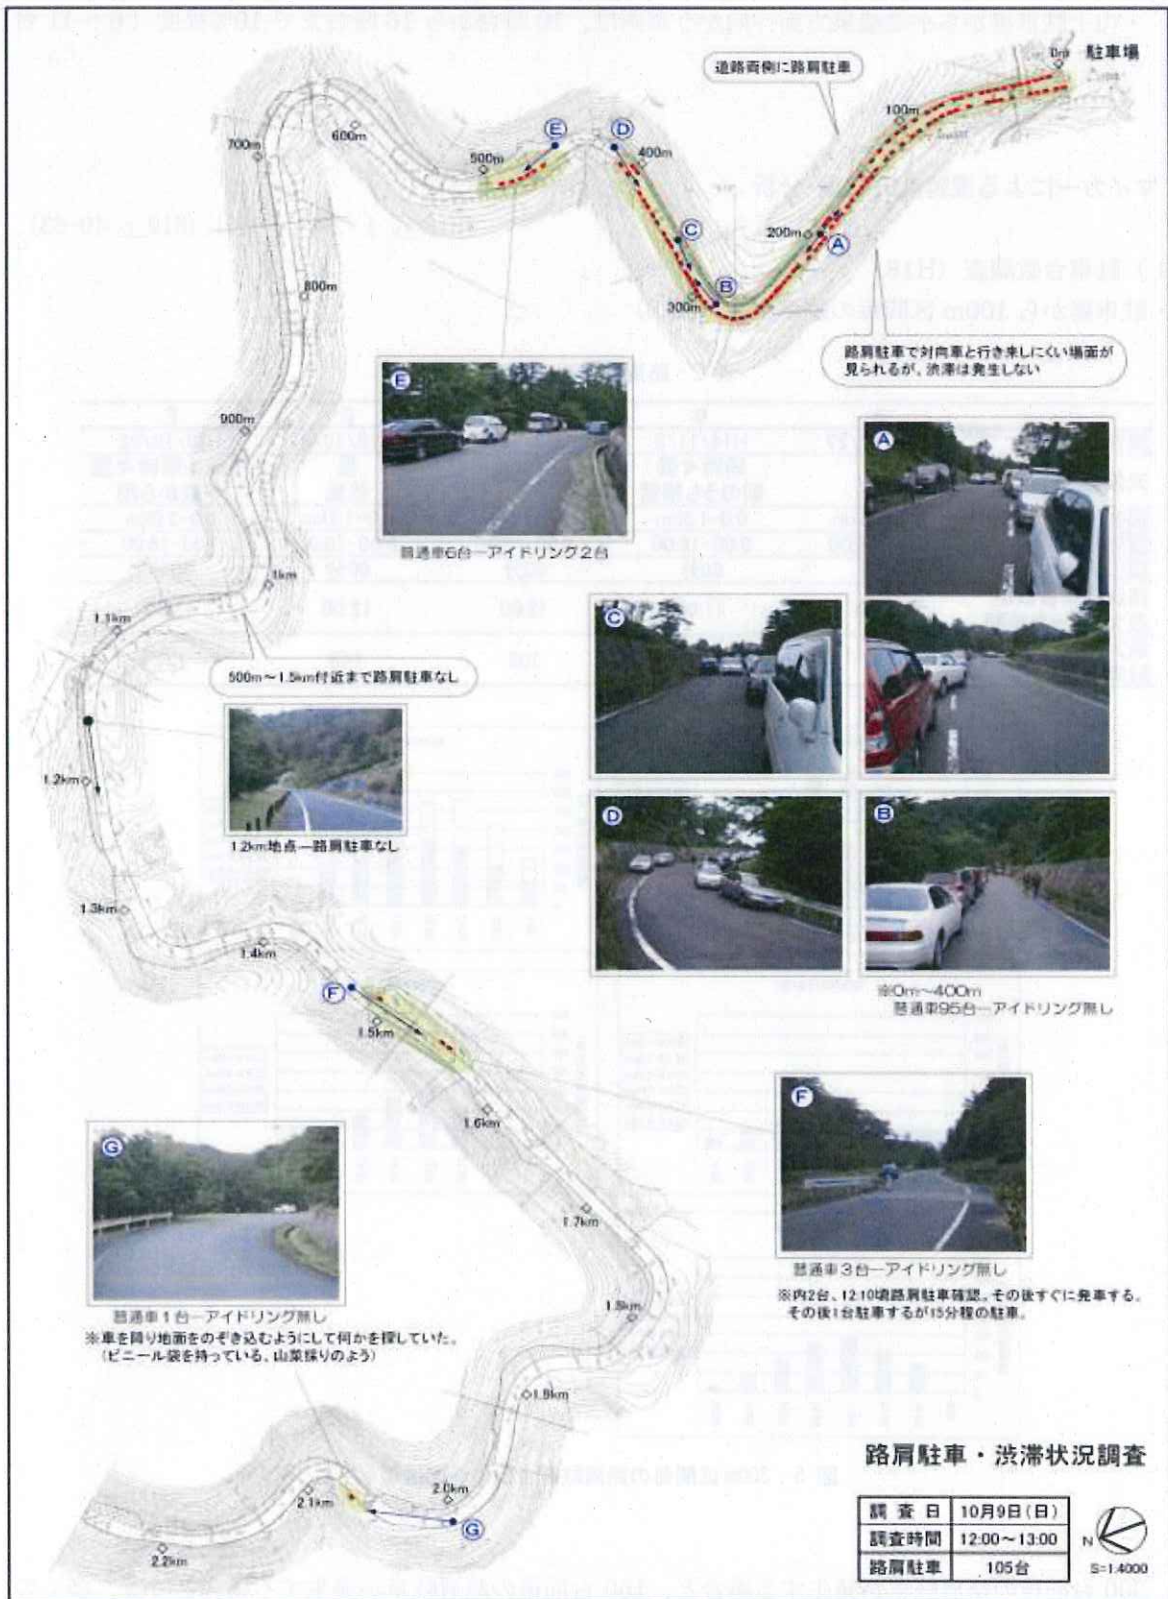 駐車場
0m
道路両側に路肩駐車
100m
200m
A
300m
B
C
400m
D
E
500m
600m
700m
800m
900m
1km
1.1km
1.2km
1.3km
1.4km
F
1.5km
1.6km
1.7km
1.8km
1.9km
2.0km
G
2.1km
2.2km
路肩駐車で対向車と行き来しにくい場面が
見られるが、渋滞は発生しない
E
普通車6台―アイドリング2台
A
C
500m～1.5km付近まで路肩駐車なし
1.2km地点―路肩駐車なし
D
B
※0m～400m
普通車95台―アイドリング無し
F
普通車3台―アイドリング無し
※内2台、12:10頃路肩駐車確認。その後すぐに発車する。
その後1台駐車するが15分程の駐車。
G
普通車1台―アイドリング無し
※車を降り地面をのぞき込むようにして何かを探していた。
(ビニール袋を持っている、山菜採りのよう)
路肩駐車・渋滞状況調査
調査日 10月9日(日)
調査時間 12:00～13:00
路肩駐車 105台
N
S=1:4000